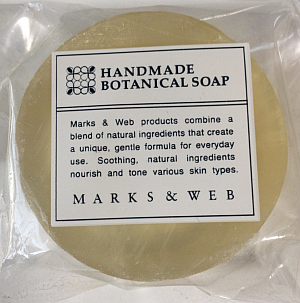 HANDMADE
BOTANICAL SOAP
Marks & Web products combine a
blend of natural ingredients that create
a unique, gentle formula for everyday
use. Soothing, natural ingredients
nourish and tone various skin types.
MARKS & WEB